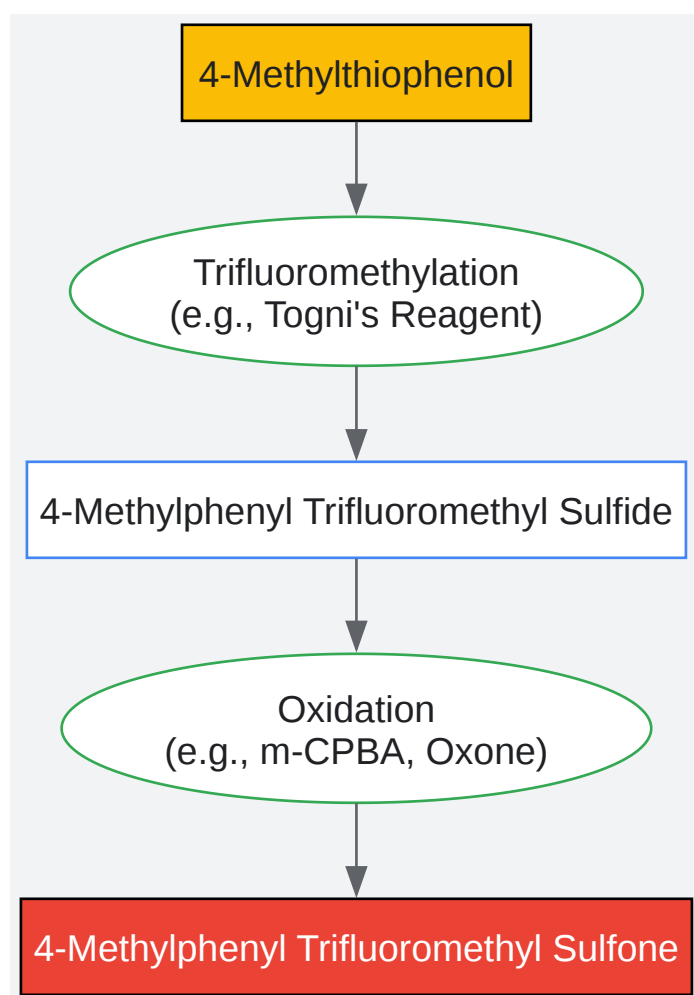 4-Methylthiophenol
Trifluoromethylation
(e.g., Togni's Reagent)
4-Methylphenyl Trifluoromethyl Sulfide
Oxidation
(e.g., m-CPBA, Oxone)
4-Methylphenyl Trifluoromethyl Sulfone